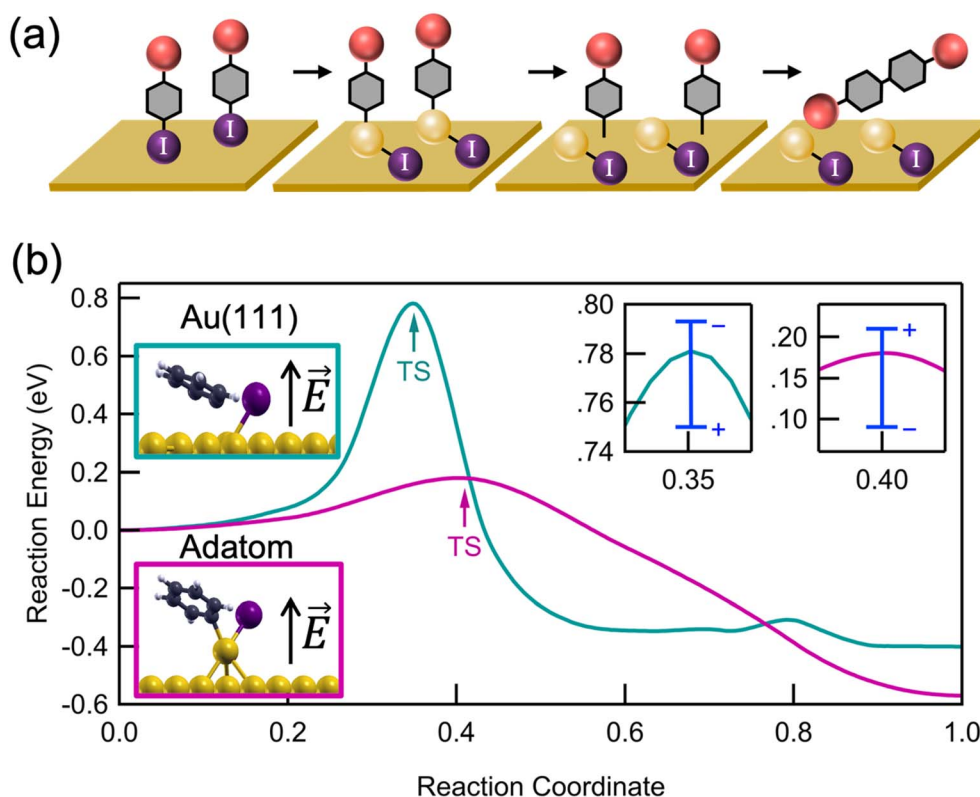 (a)
I I I I I I I I
(b)
Reaction Energy (eV)
0.8
0.6
0.4
0.2
0.0
-0.2
-0.4
-0.6
Au(111)
E
TS
Adatom
E
TS
.80
.78
.76
.74
−
+
0.35
.20
.15
.10
+
−
0.40
0.0 0.2 0.4 0.6 0.8 1.0
Reaction Coordinate